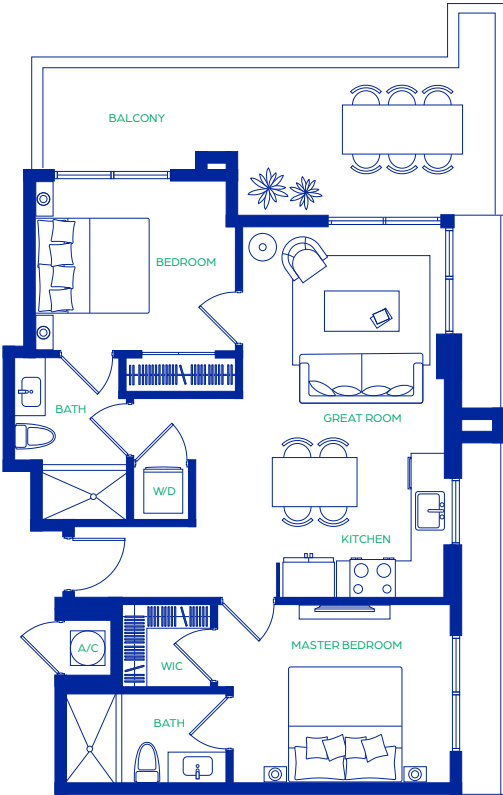 BALCONY
BEDROOM
BATH
GREAT ROOM
W/D
KITCHEN
A/C
MASTER BEDROOM
WIC
BATH